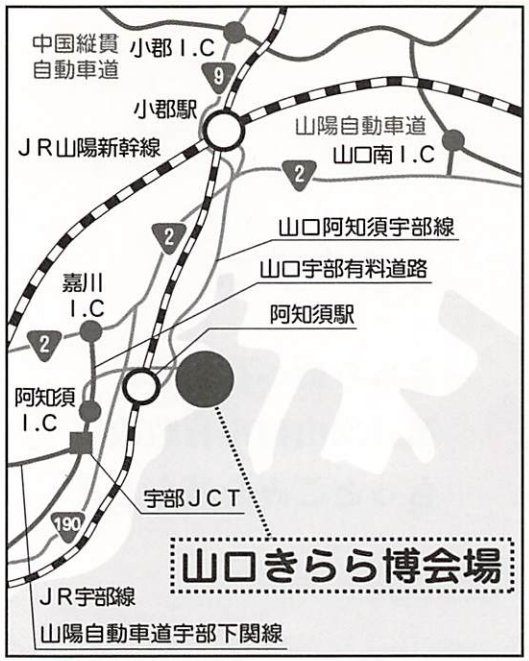 中国縦貫
自動車道
小郡I.C
9
小郡駅
JR山陽新幹線
山陽自動車道
山口南I.C
2
2
山口阿知須宇部線
山口宇部有料道路
嘉川
I.C
阿知須駅
2
阿知須
I.C
宇部JCT
190
山口きらら博会場
JR宇部線
山陽自動車道宇部下関線